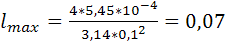 l_max = (4*5,45*10^-4)/(3,14*0,1^2) = 0,07